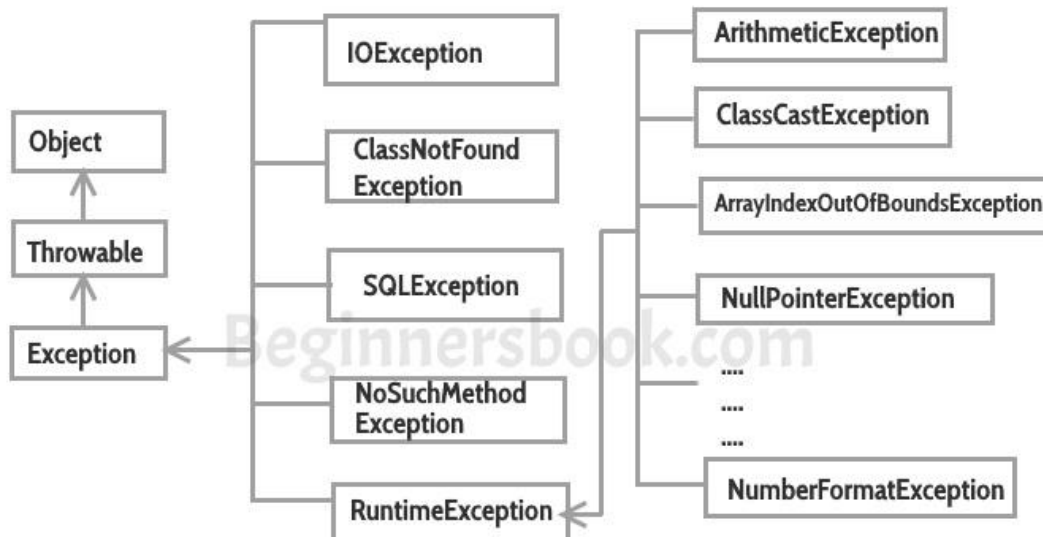 Object
Throwable
Exception
IOException
ClassNotFound
Exception
SQLException
NoSuchMethod
Exception
RuntimeException
ArithmeticException
ClassCastException
ArrayIndexOutOfBoundsException
NullPointerException
....
....
....
NumberFormatException
Beginnersbook.com